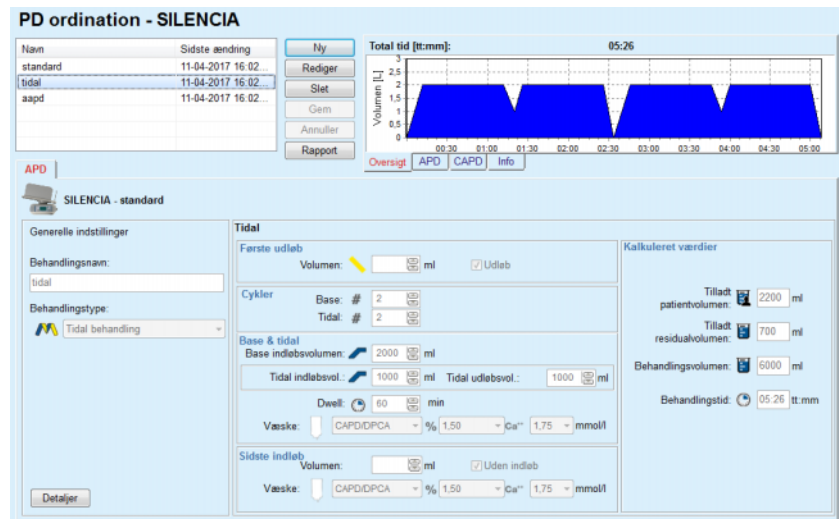 PD ordination - SILENCIA
Navn Sidste ændring
standard 11-04-2017 16:02...
tidal 11-04-2017 16:02...
aapd 11-04-2017 16:02...
Ny
Rediger
Slet
Gem
Annuller
Rapport
Total tid [tt:mm]: 05:26
Volumen [L]
3
2,5
2
1,5
1
0,5
0
00:30 01:00 01:30 02:00 02:30 03:00 03:30 04:00 04:30 05:00
Oversigt APD CAPD Info
APD
SILENCIA - standard
Generelle indstillinger
Behandlingsnavn:
tidal
Behandlingstype:
Tidal behandling
Detaljer
Tidal
Første udløb
Volumen: ml Udløb
Cykler
Base: # 2
Tidal: # 2
Base & tidal
Base indløbsvolumen: 2000 ml
Tidal indløbsvol.: 1000 ml Tidal udløbsvol.: 1000 ml
Dwell: 60 min
Væske: CAPD/DPCA % 1,50 Ca⁺⁺ 1,75 mmol/l
Sidste indløb
Volumen: ml Uden indløb
Væske: CAPD/DPCA % 1,50 Ca⁺⁺ 1,75 mmol/l
Kalkuleret værdier
Tilladt patientvolumen: 2200 ml
Tilladt residualvolumen: 700 ml
Behandlingsvolumen: 6000 ml
Behandlingstid: 05:26 tt:mm